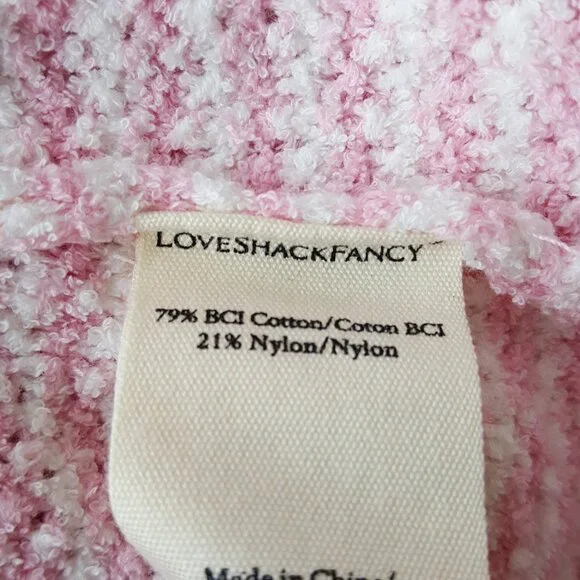 LOVESHACKFANCY
79% BCI Cotton/Coton BCI
21% Nylon/Nylon
Made in China/